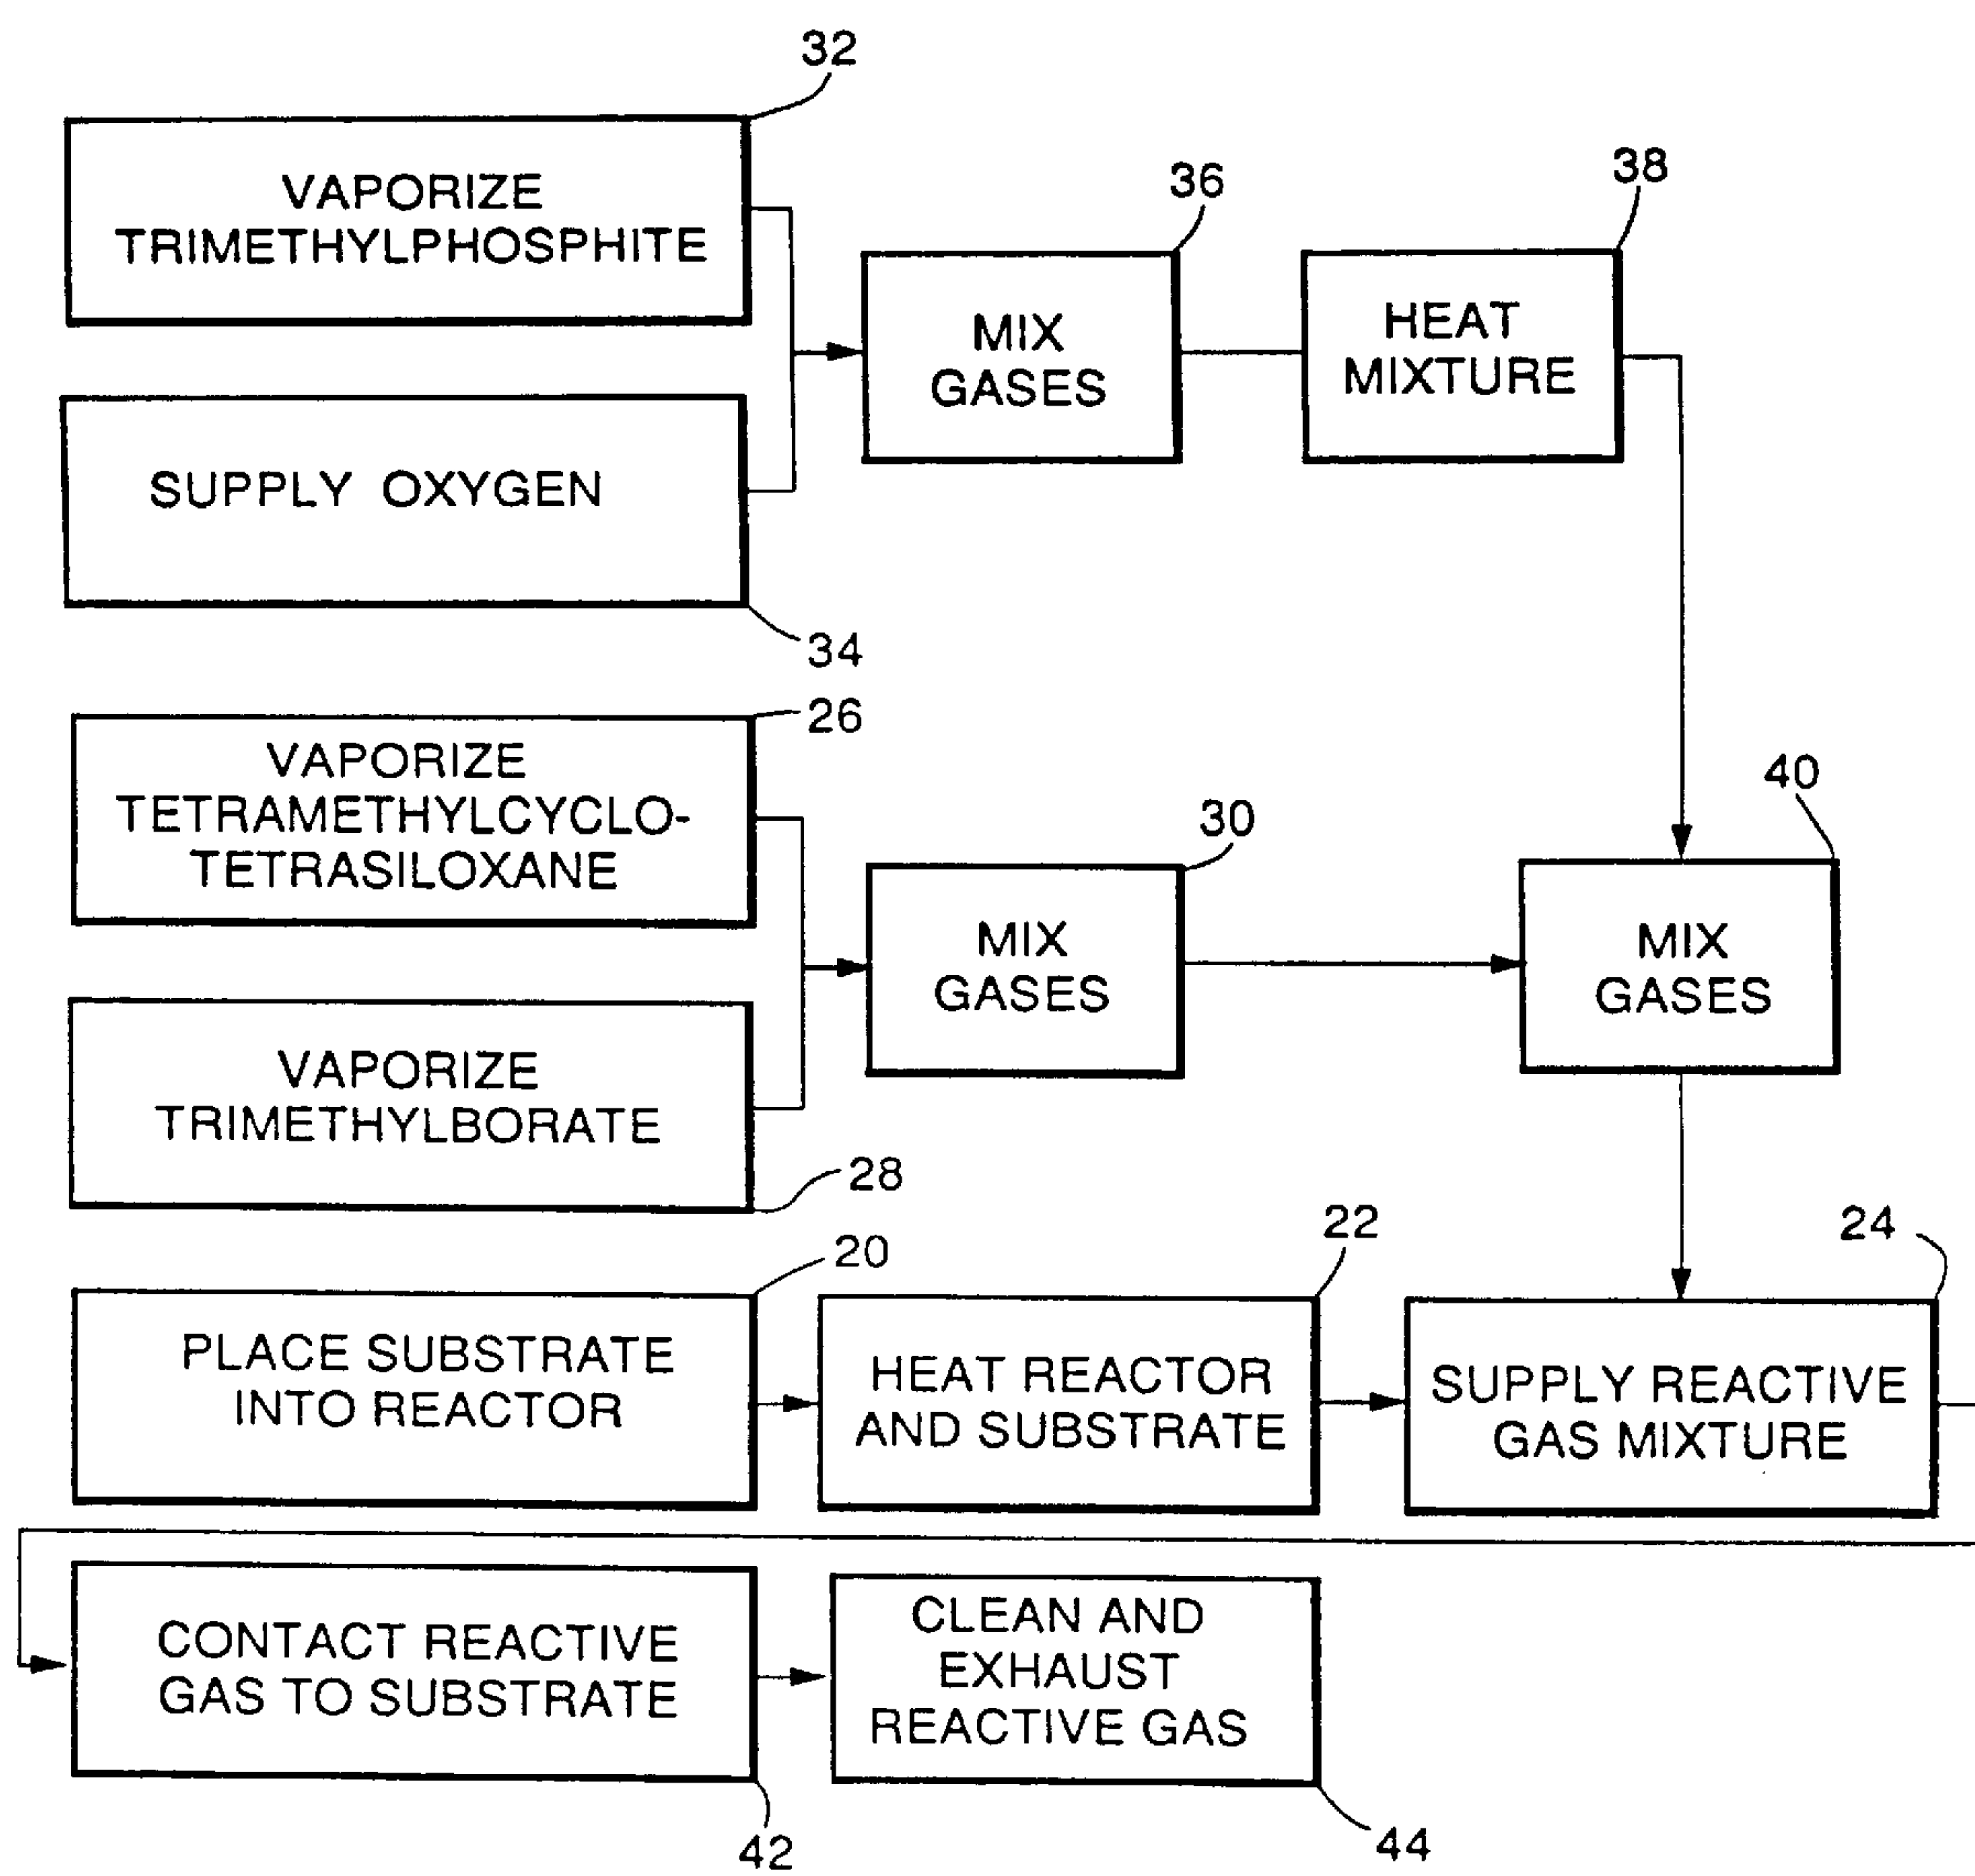 32
VAPORIZE
TRIMETHYLPHOSPHITE
36
38
MIX
GASES
HEAT
MIXTURE
SUPPLY OXYGEN
34
26
VAPORIZE
TETRAMETHYLCYCLO-
TETRASILOXANE
30
40
MIX
GASES
MIX
GASES
VAPORIZE
TRIMETHYLBORATE
28
20
22
24
PLACE SUBSTRATE
INTO REACTOR
HEAT REACTOR
AND SUBSTRATE
SUPPLY REACTIVE
GAS MIXTURE
CONTACT REACTIVE
GAS TO SUBSTRATE
CLEAN AND
EXHAUST
REACTIVE GAS
42
44